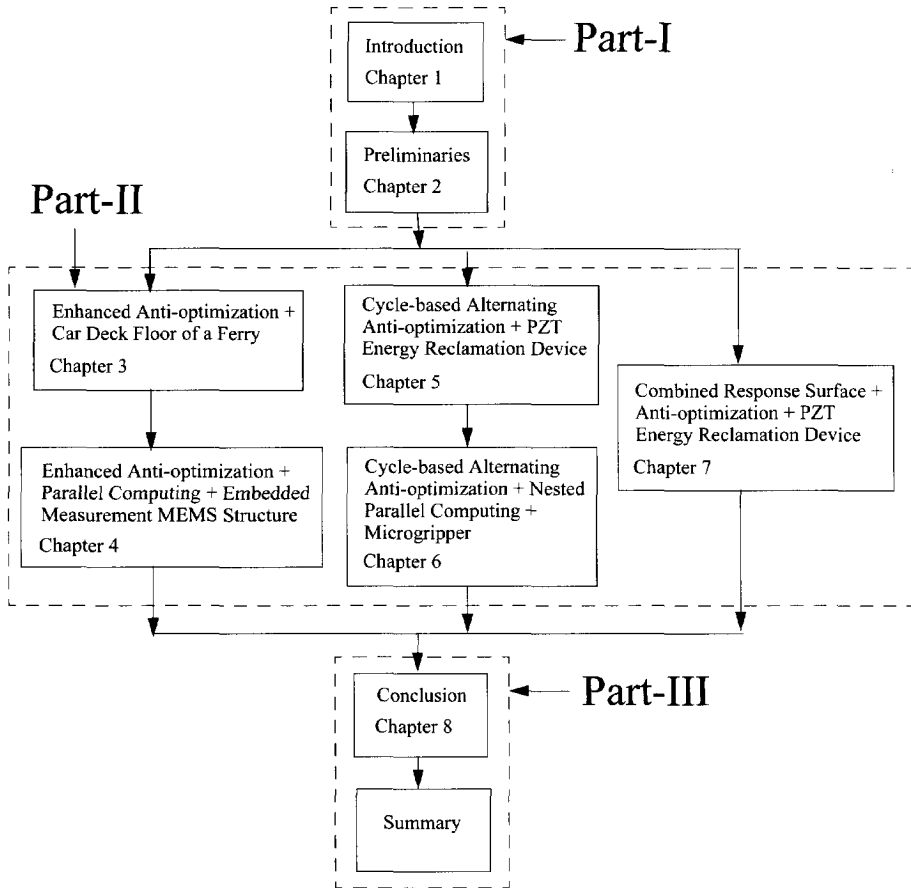 Part-I
Introduction
Chapter 1
Preliminaries
Chapter 2
Part-II
Enhanced Anti-optimization +
Car Deck Floor of a Ferry
Chapter 3
Enhanced Anti-optimization +
Parallel Computing + Embedded
Measurement MEMS Structure
Chapter 4
Cycle-based Alternating
Anti-optimization + PZT
Energy Reclamation Device
Chapter 5
Cycle-based Alternating
Anti-optimization + Nested
Parallel Computing +
Microgripper
Chapter 6
Combined Response Surface +
Anti-optimization + PZT
Energy Reclamation Device
Chapter 7
Part-III
Conclusion
Chapter 8
Summary